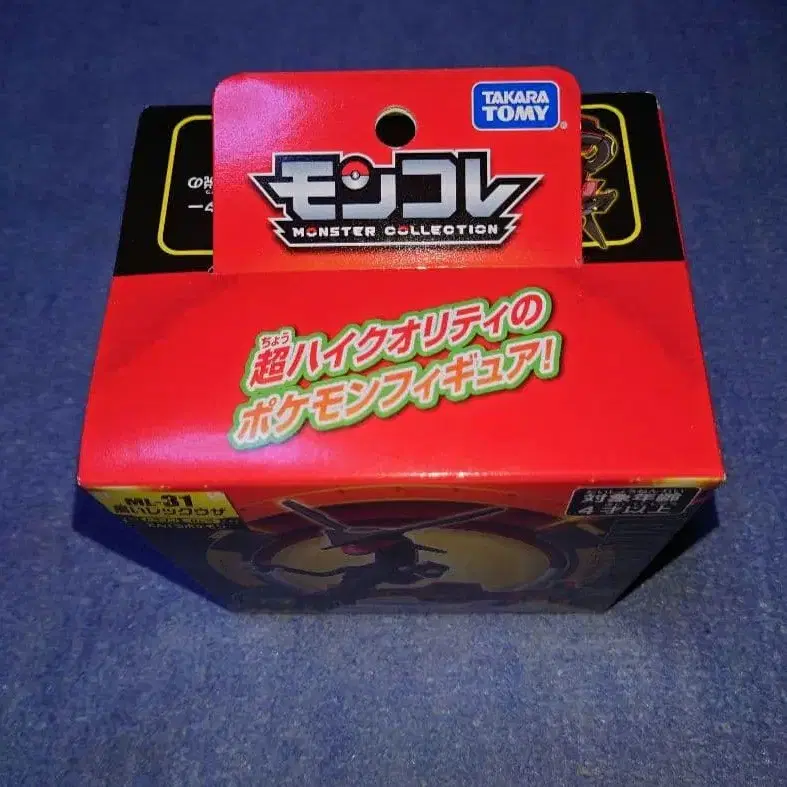 TAKARA
TOMY
モンコレ
MONSTER COLLECTION
ちょう
超ハイクオリティの
ポケモンフィギュア!
ML-31
黒いレックウザ
対象年齢
4才以上